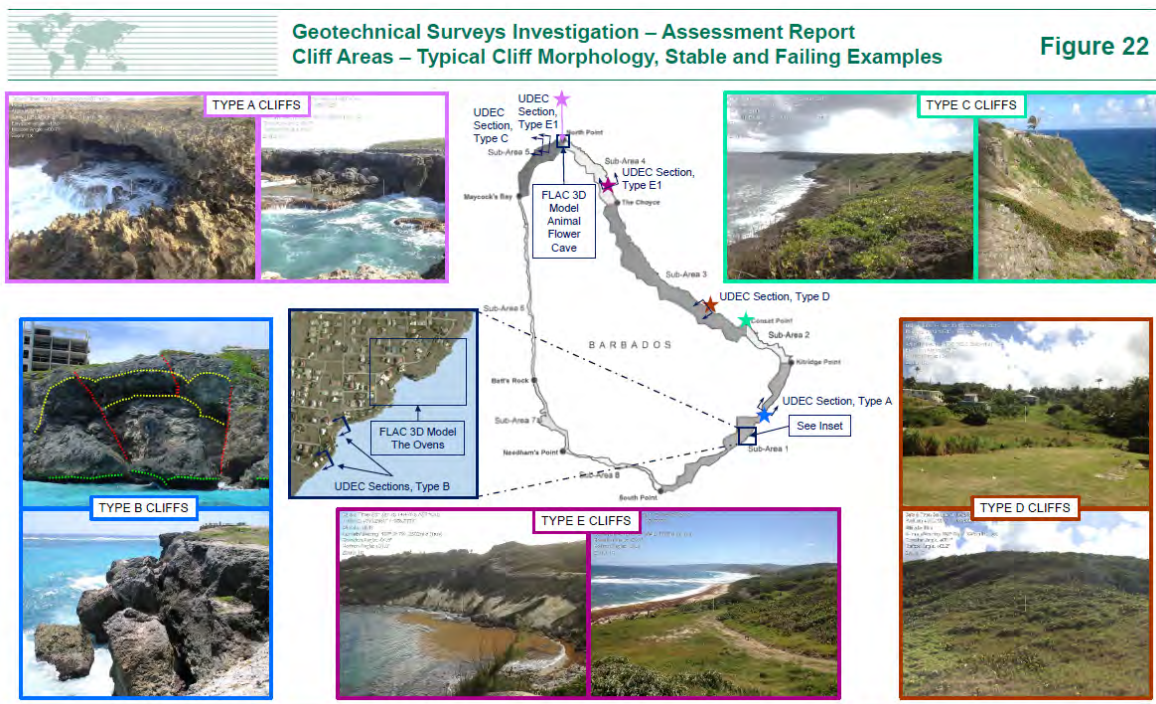 Geotechnical Surveys Investigation – Assessment Report
Cliff Areas – Typical Cliff Morphology, Stable and Failing Examples
Figure 22
TYPE A CLIFFS
UDEC
Section,
Type E1
UDEC
Section,
Type C
North Point
Sub-Area 5
Sub-Area 4
UDEC Section,
Type E1
Maycock's Bay
The Choyce
FLAC 3D
Model
Animal
Flower
Cave
TYPE C CLIFFS
Sub-Area 3
UDEC Section, Type D
Conset Point
Sub-Area 2
Sub-Area 6
BARBADOS
Kitridge Point
Batt's Rock
UDEC Section, Type A
See Inset
Sub-Area 7
Sub-Area 1
Needham's Point
Sub-Area 8
South Point
FLAC 3D Model
The Ovens
UDEC Sections, Type B
TYPE B CLIFFS
TYPE E CLIFFS
TYPE D CLIFFS